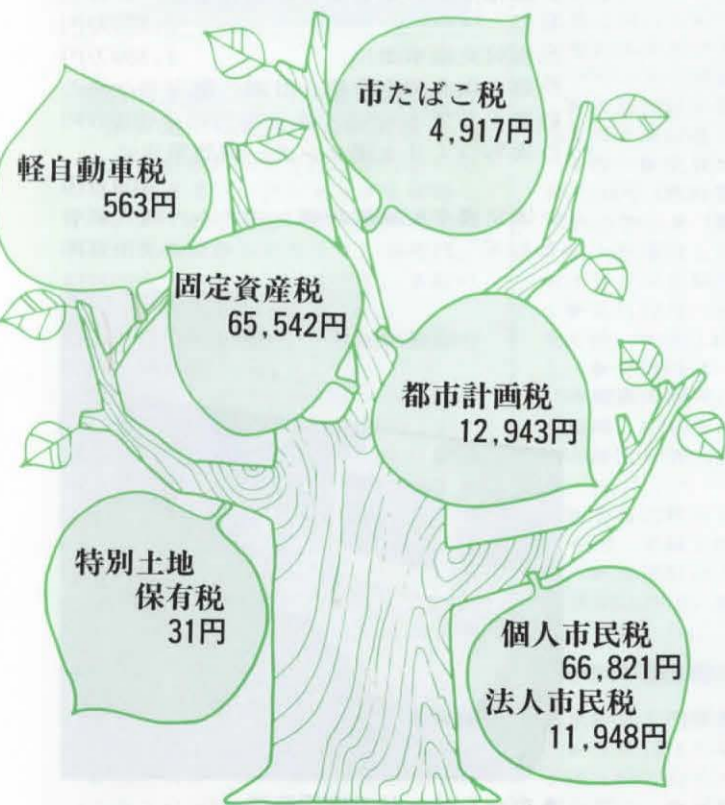 市たばこ税
4,917円
軽自動車税
563円
固定資産税
65,542円
都市計画税
12,943円
特別土地
保有税
31円
個人市民税
66,821円
法人市民税
11,948円